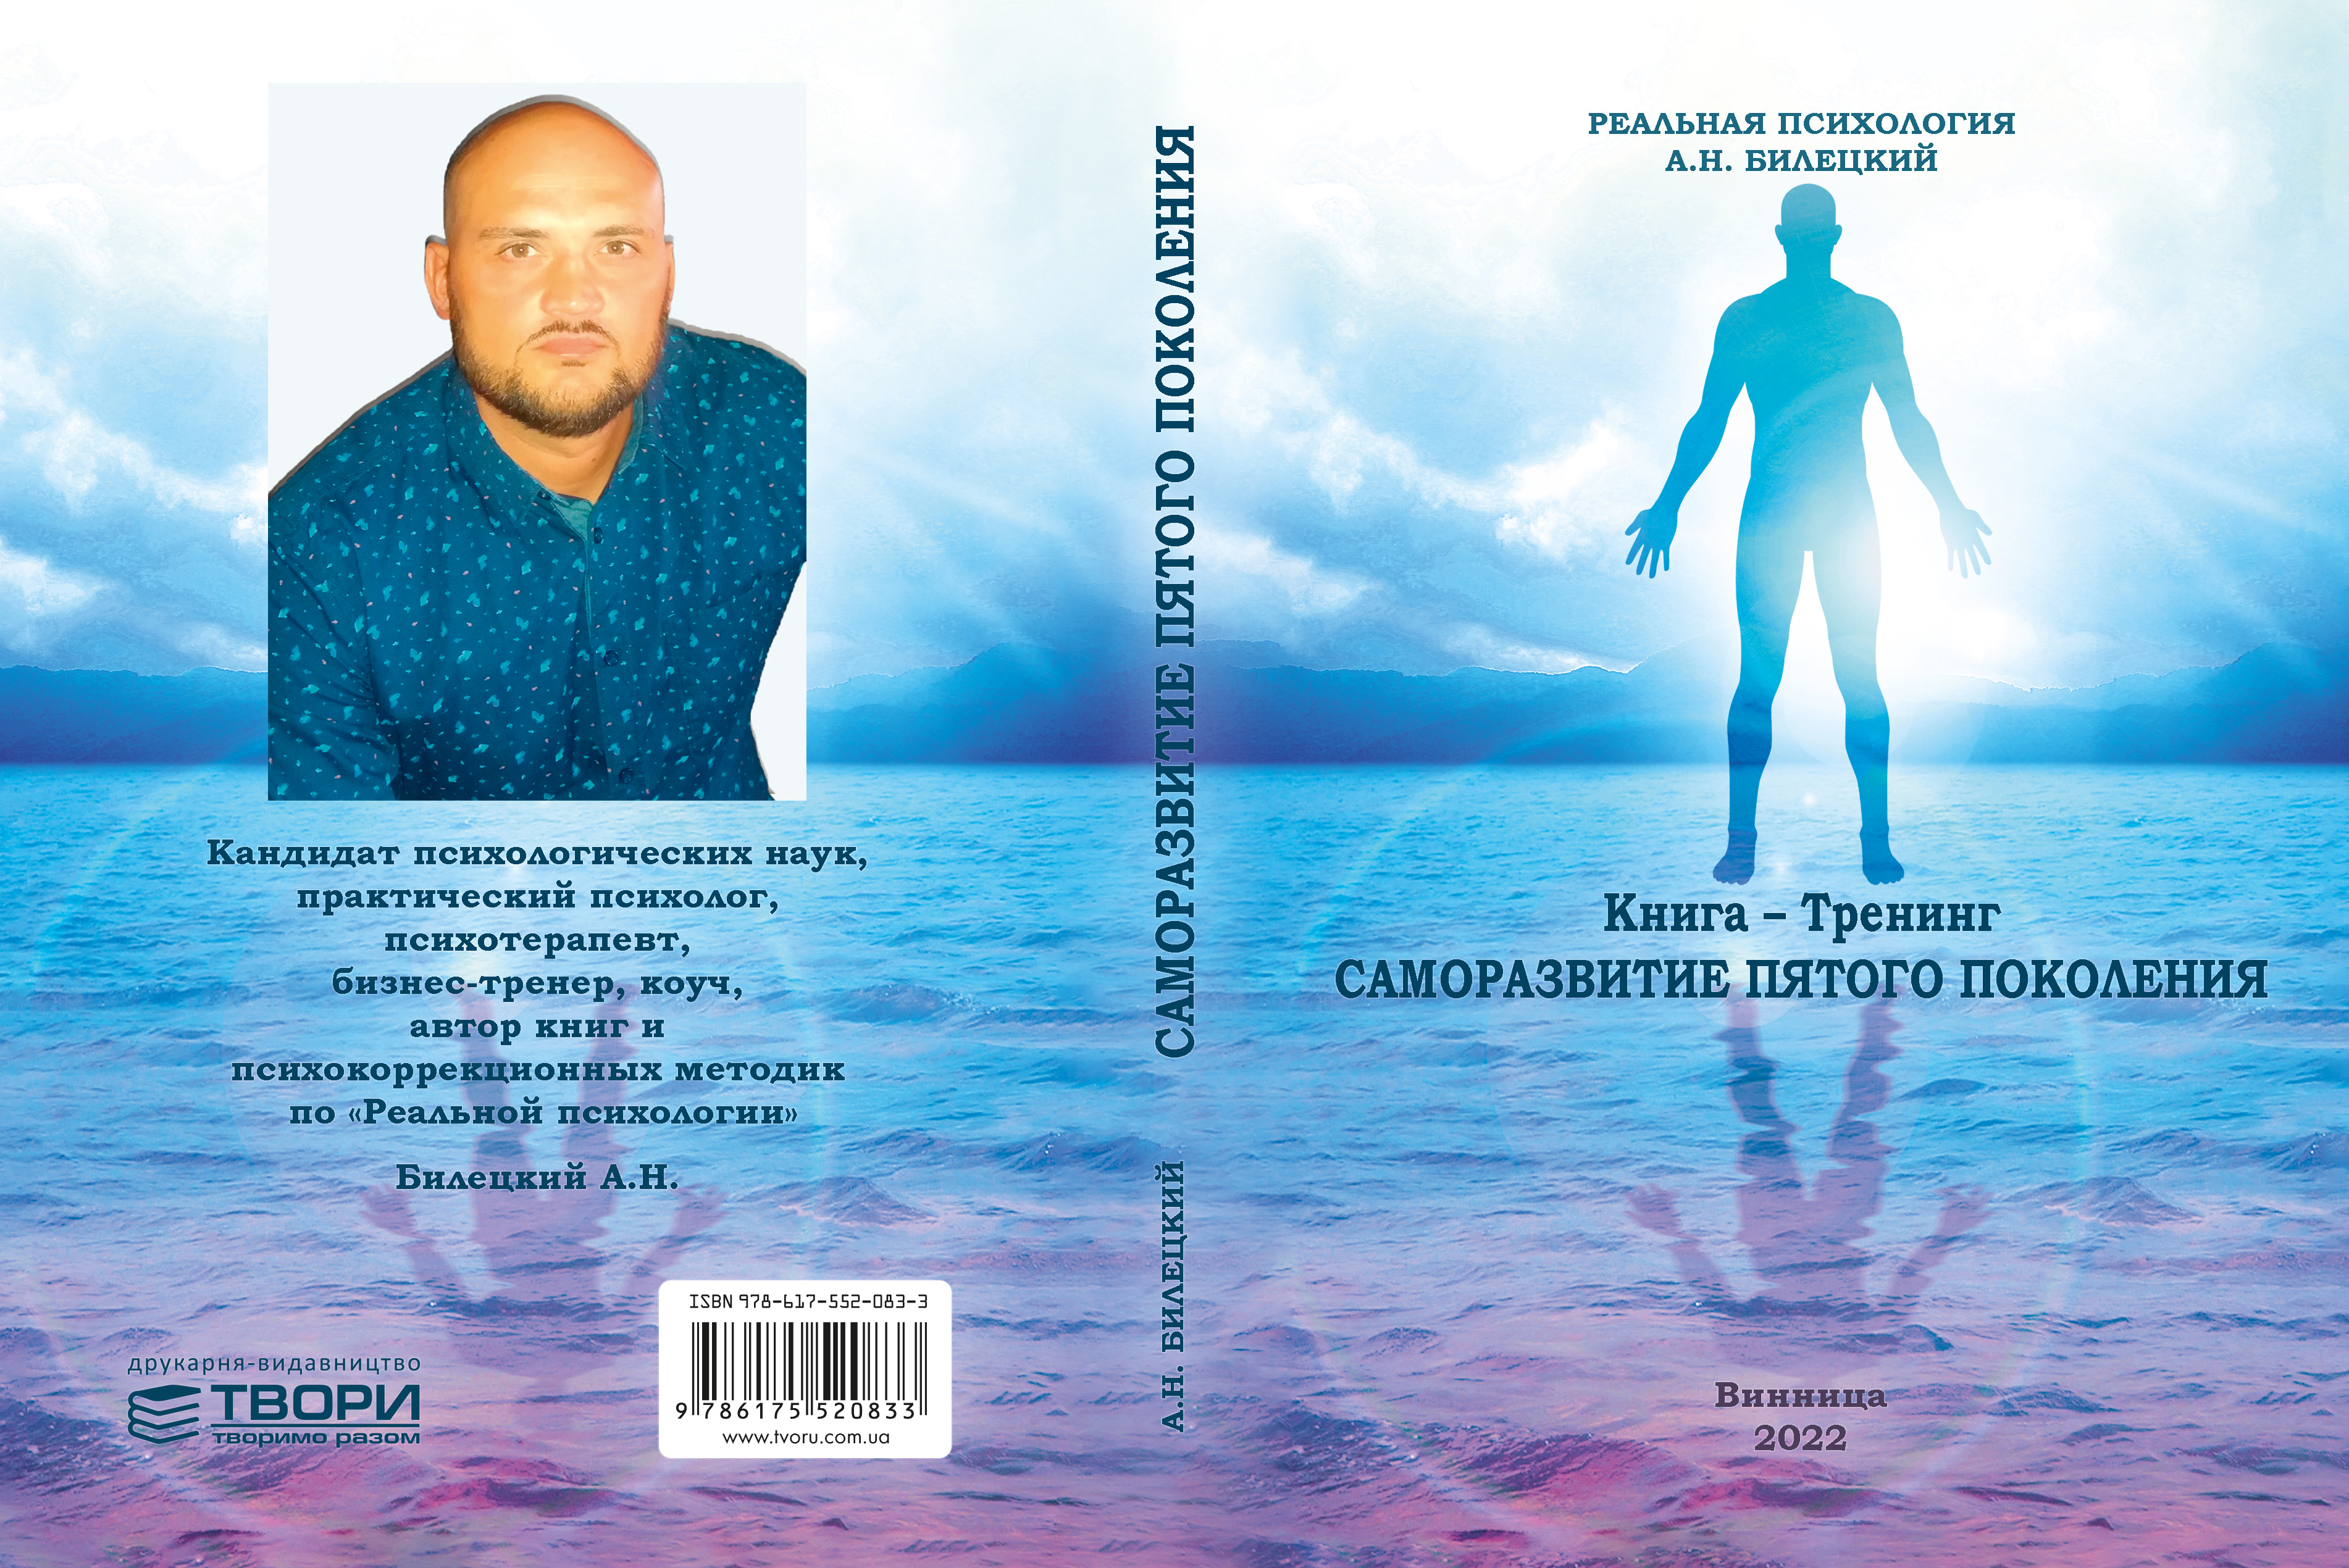 Кандидат психологических наук,
практический психолог,
психотерапевт,
бизнес-тренер, коуч,
автор книг и
психокоррекционных методик
по «Реальной психологии»
Билецкий А.Н.
друкарня-видавництво
ТВОРИ
творимо разом
ISBN 978-617-552-083-3
9 786175 520833
www.tvoru.com.ua
САМОРАЗВИТИЕ ПЯТОГО ПОКОЛЕНИЯ
А.Н. БИЛЕЦКИЙ
РЕАЛЬНАЯ ПСИХОЛОГИЯ
А.Н. БИЛЕЦКИЙ
Книга – Тренинг
САМОРАЗВИТИЕ ПЯТОГО ПОКОЛЕНИЯ
Винница
2022